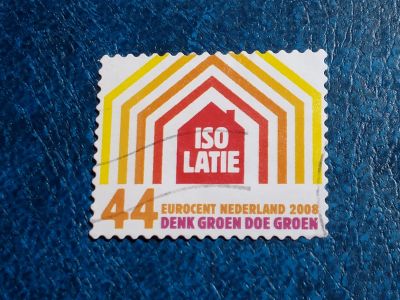 iSO
LATIE
44 EUROCENT NEDERLAND 2008
DENK GROEN DOE GROEN